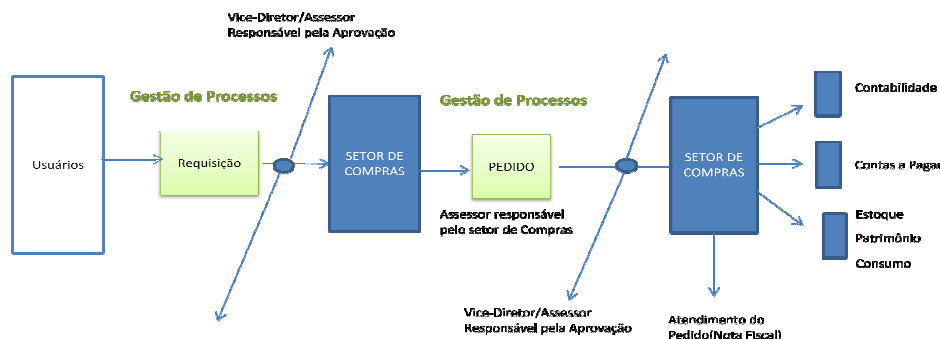 Vice-Diretor/Assessor
Responsável pela Aprovação
Gestão de Processos
Usuários
Requisição
SETOR DE
COMPRAS
Gestão de Processos
PEDIDO
Assessor responsável
pelo setor de Compras
Vice-Diretor/Assessor
Responsável pela Aprovação
SETOR DE
COMPRAS
Atendimento do
Pedido(Nota Fiscal)
Contabilidade
Contas a Pagar
Estoque
Patrimônio
Consumo